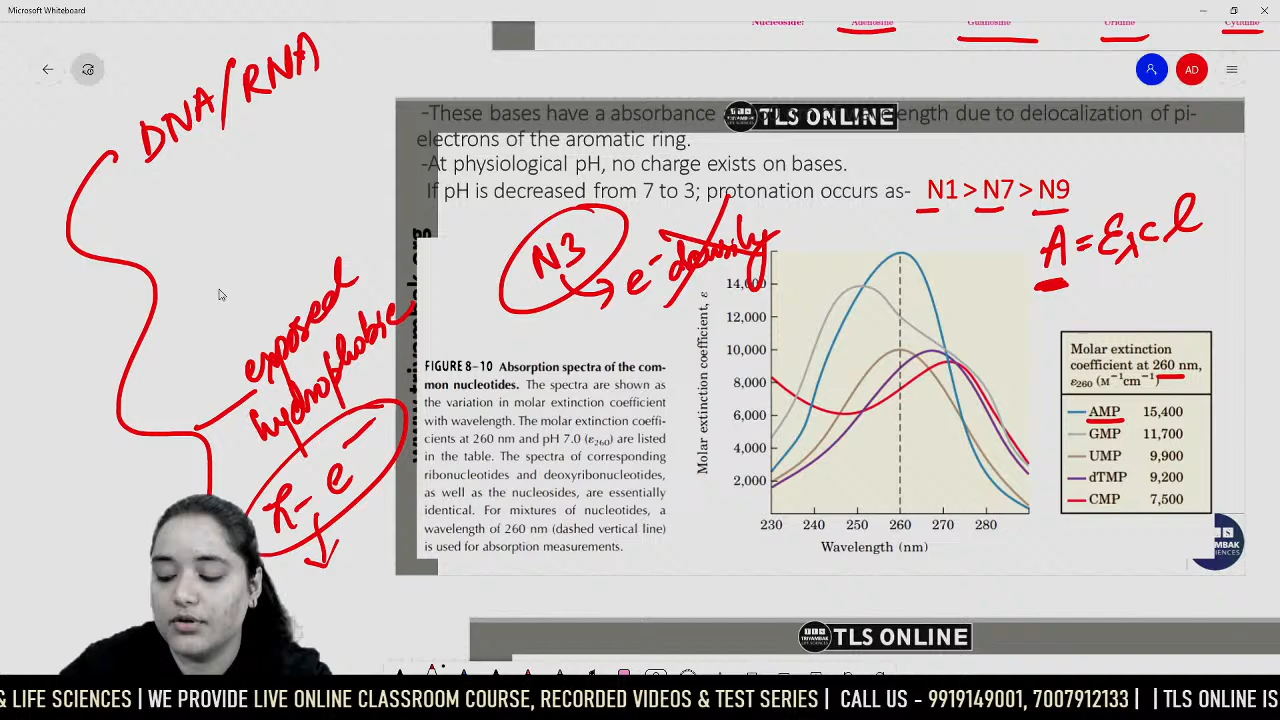 Microsoft Whiteboard
Nucleoside: Adenosine Guanosine Uridine Cytidine
AD
DNA/RNA
TLS ONLINE
-These bases have a absorbance wavelength due to delocalization of pi-
electrons of the aromatic ring.
-At physiological pH, no charge exists on bases.
If pH is decreased from 7 to 3; protonation occurs as- N1 > N7 > N9
N3
e- density
A = ελ c l
exposed
hydrophobic
π-e-
FIGURE 8-10 Absorption spectra of the com-
mon nucleotides. The spectra are shown as
the variation in molar extinction coefficient
with wavelength. The molar extinction coeffi-
cients at 260 nm and pH 7.0 (ε260) are listed
in the table. The spectra of corresponding
ribonucleotides and deoxyribonucleotides,
as well as the nucleosides, are essentially
identical. For mixtures of nucleotides, a
wavelength of 260 nm (dashed vertical line)
is used for absorption measurements.
Molar extinction coefficient, ε
14,000
12,000
10,000
8,000
6,000
4,000
2,000
230 240 250 260 270 280
Wavelength (nm)
Molar extinction
coefficient at 260 nm,
ε260 (M−1cm−1)
AMP 15,400
GMP 11,700
UMP 9,900
dTMP 9,200
CMP 7,500
TLS ONLINE
& LIFE SCIENCES | WE PROVIDE LIVE ONLINE CLASSROOM COURSE, RECORDED VIDEOS & TEST SERIES | CALL US - 9919149001, 7007912133 | | TLS ONLINE IS